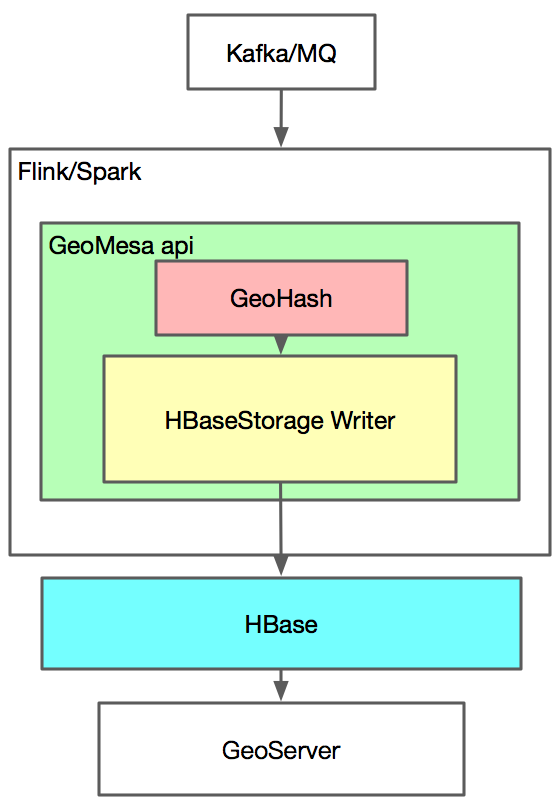 Kafka/MQ
Flink/Spark
GeoMesa api
GeoHash
HBaseStorage Writer
HBase
GeoServer